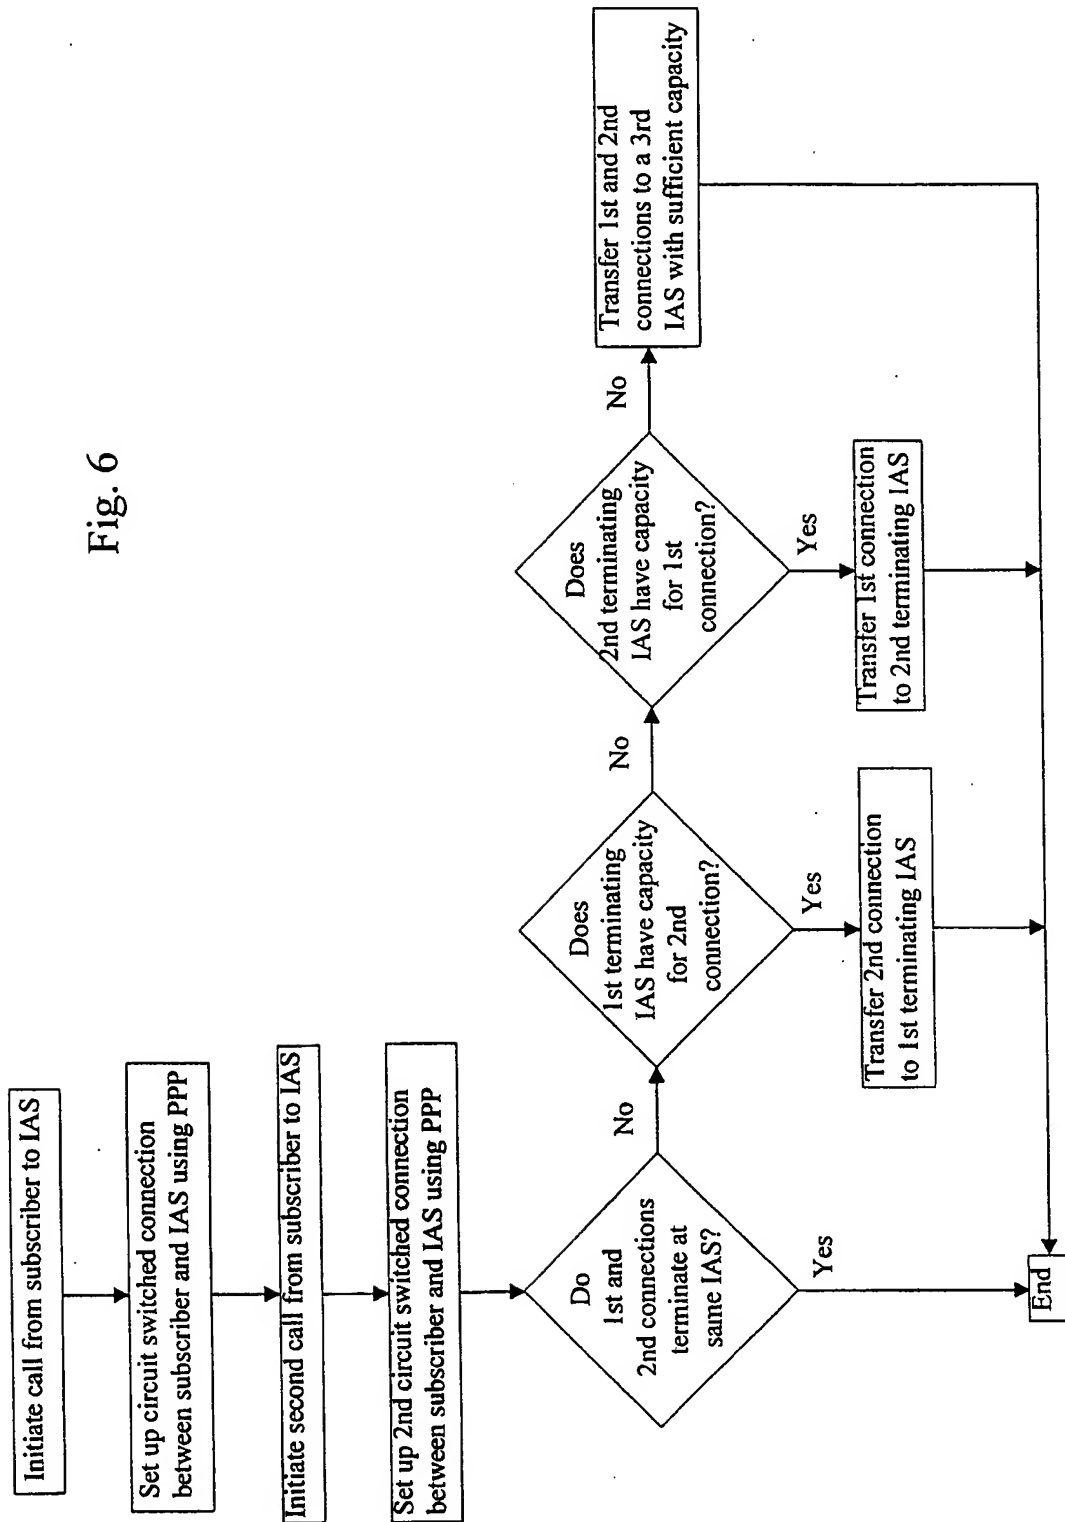 Fig. 6
Initiate call from subscriber to IAS
Set up circuit switched connection
between subscriber and IAS using PPP
Initiate second call from subscriber to IAS
Set up 2nd circuit switched connection
between subscriber and IAS using PPP
Do
1st and
2nd connections
terminate at
same IAS?
No
Yes
Does
1st terminating
IAS have capacity
for 2nd
connection?
No
Yes
Transfer 2nd connection
to 1st terminating IAS
Does
2nd terminating
IAS have capacity
for 1st
connection?
No
Yes
Transfer 1st connection
to 2nd terminating IAS
Transfer 1st and 2nd
connections to a 3rd
IAS with sufficient capacity
End